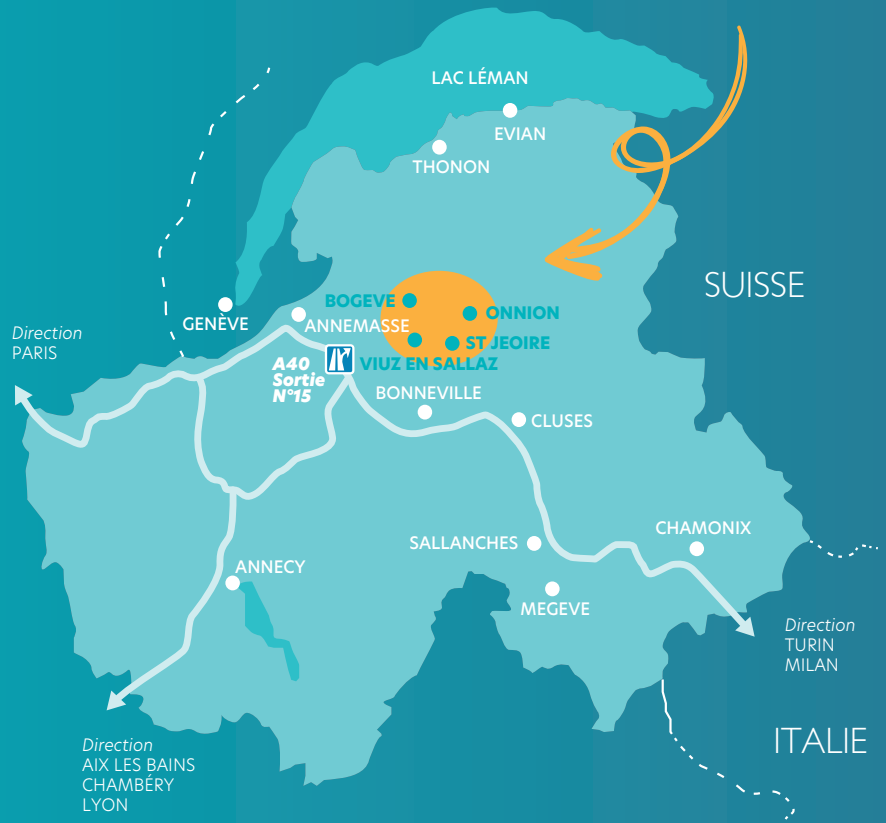 LAC LÉMAN
EVIAN
THONON
SUISSE
BOGEVE
ONNION
GENÈVE
ANNEMASSE
Direction
PARIS
ST JEOIRE
A40
Sortie
N°15
VIUZ EN SALLAZ
BONNEVILLE
CLUSES
CHAMONIX
SALLANCHES
ANNECY
MEGEVE
Direction
TURIN
MILAN
ITALIE
Direction
AIX LES BAINS
CHAMBÉRY
LYON